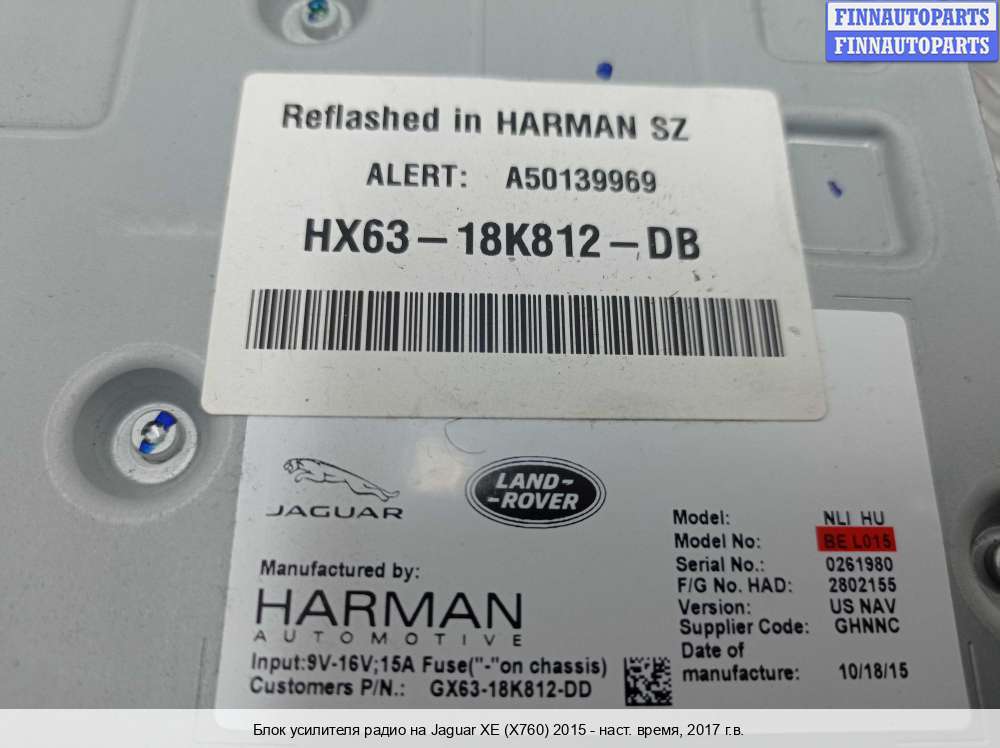 FINNAUTOPARTS
FINNAUTOPARTS
Reflashed in HARMAN SZ
ALERT: A50139969
HX63-18K812-DB
JAGUAR
LAND-
-ROVER
Manufactured by:
HARMAN
AUTOMOTIVE
Input:9V-16V;15A Fuse("-"on chassis)
Customers P/N.: GX63-18K812-DD
Model: NLI HU
Model No: BE L015
Serial No.: 0261980
F/G No. HAD: 2802155
Version: US NAV
Supplier Code: GHNNC
Date of
manufacture: 10/18/15
Блок усилителя радио на Jaguar XE (X760) 2015 - наст. время, 2017 г.в.